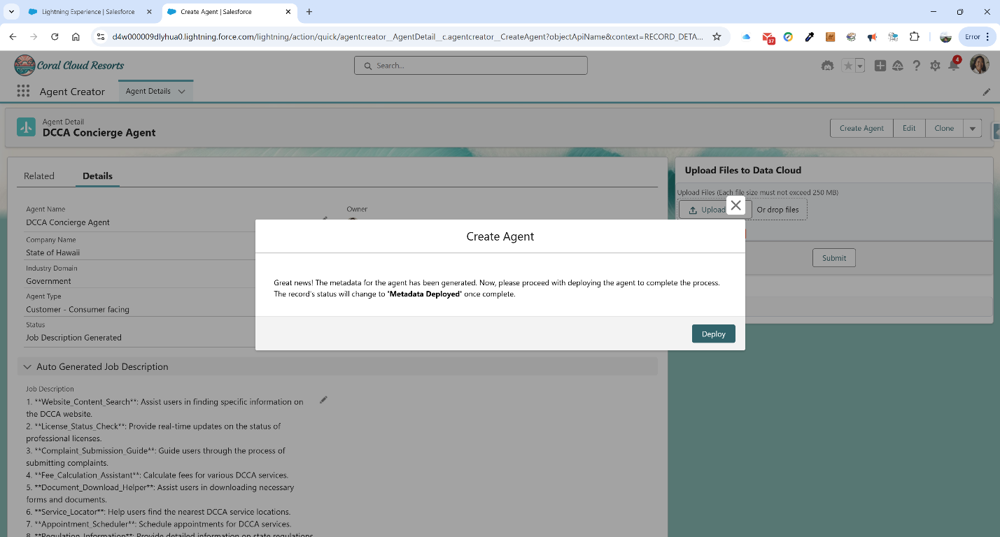 Lightning Experience | Salesforce
Create Agent | Salesforce
d4w000009dlyhua0.lightning.force.com/lightning/action/quick/agentcreator__AgentDetail__c.agentcreator__CreateAgent?objectApiName&context=RECORD_DETA...
37
Error
Coral Cloud Resorts
Search...
4
Agent Creator
Agent Details
Agent Detail
DCCA Concierge Agent
Create Agent
Edit
Clone
Related
Details
Agent Name
DCCA Concierge Agent
Owner
Company Name
State of Hawaii
Industry Domain
Government
Agent Type
Customer - Consumer facing
Status
Job Description Generated
Auto Generated Job Description
Job Description
1. **Website_Content_Search**: Assist users in finding specific information on
the DCCA website.
2. **License_Status_Check**: Provide real-time updates on the status of
professional licenses.
3. **Complaint_Submission_Guide**: Guide users through the process of
submitting complaints.
4. **Fee_Calculation_Assistant**: Calculate fees for various DCCA services.
5. **Document_Download_Helper**: Assist users in downloading necessary
forms and documents.
6. **Service_Locator**: Help users find the nearest DCCA service locations.
7. **Appointment_Scheduler**: Schedule appointments for DCCA services.
8. **Regulation_Information**: Provide detailed information on state regulations
Upload Files to Data Cloud
Upload Files (Each file size must not exceed 250 MB)
Upload
Or drop files
Submit
Create Agent
Great news! The metadata for the agent has been generated. Now, please proceed with deploying the agent to complete the process.
The record's status will change to 'Metadata Deployed' once complete.
Deploy